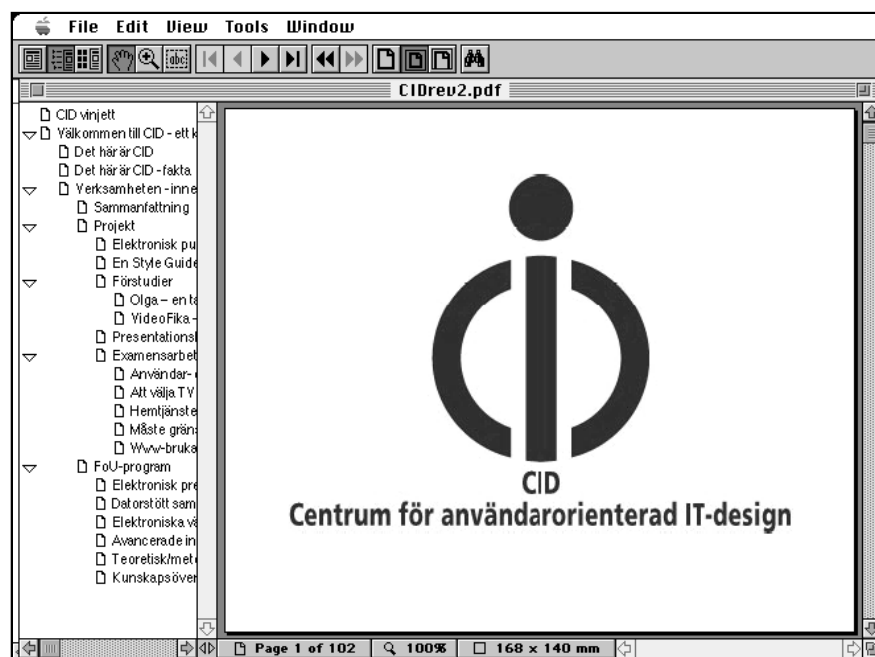 File Edit View Tools Window
abc
CIDrev2.pdf
CID vinjett
Välkommen till CID - ett k
Det här är CID
Det här är CID - fakta
Verksamheten - inne
Sammanfattning
Projekt
Elektronisk pu
En Style Guide
Förstudier
Olga – en ta
VideoFika -
Presentationsl
Examensarbet
Användar-
Att välja TV
Hemtjänste
Måste gräns
Www-bruka
FoU-program
Elektronisk pre
Datorstött sam
Elektroniska vä
Avancerade in
Teoretisk/met
Kunskapsöver
CID
Centrum för användarorienterad IT-design
Page 1 of 102 100% 168 x 140 mm